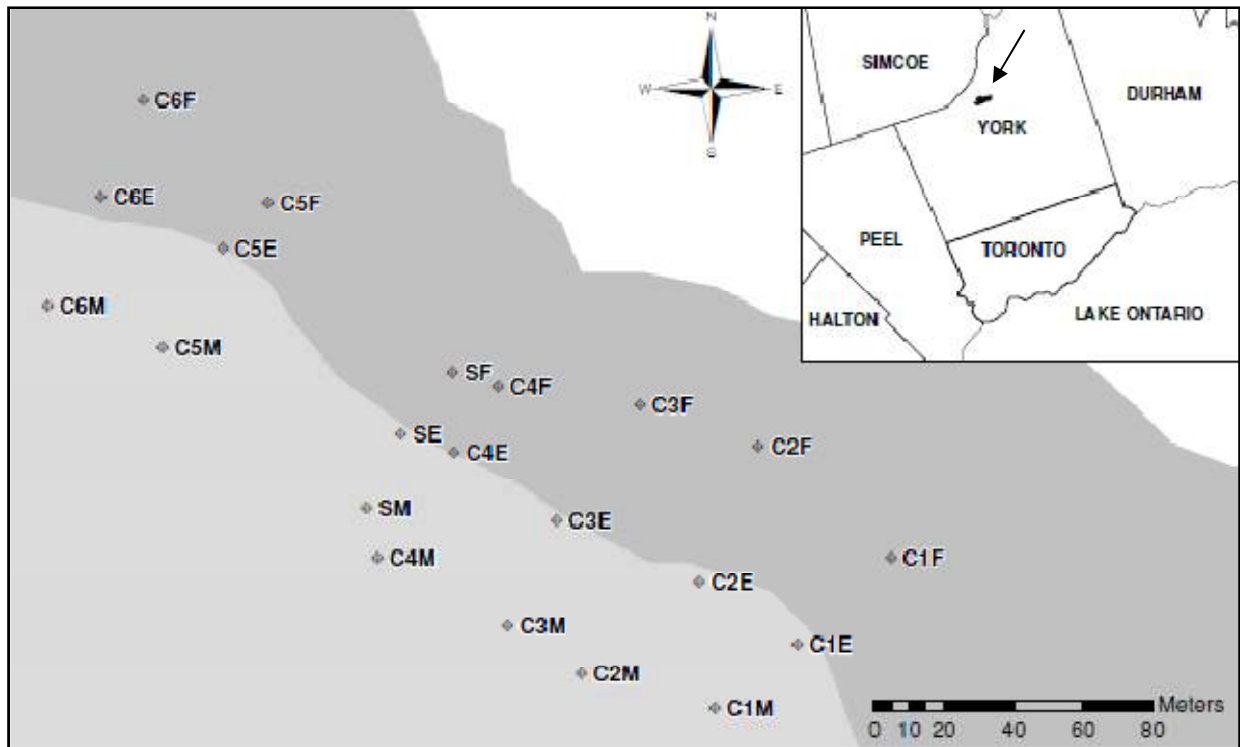 N
W E
S
C6F
C6E
C5F
C5E
C6M
C5M
SF
C4F
C3F
SE
C4E
C2F
SM
C3E
C4M
C1F
C2E
C3M
C1E
C2M
C1M
Meters
0 10 20 40 60 80
SIMCOE
DURHAM
YORK
PEEL
TORONTO
HALTON
LAKE ONTARIO